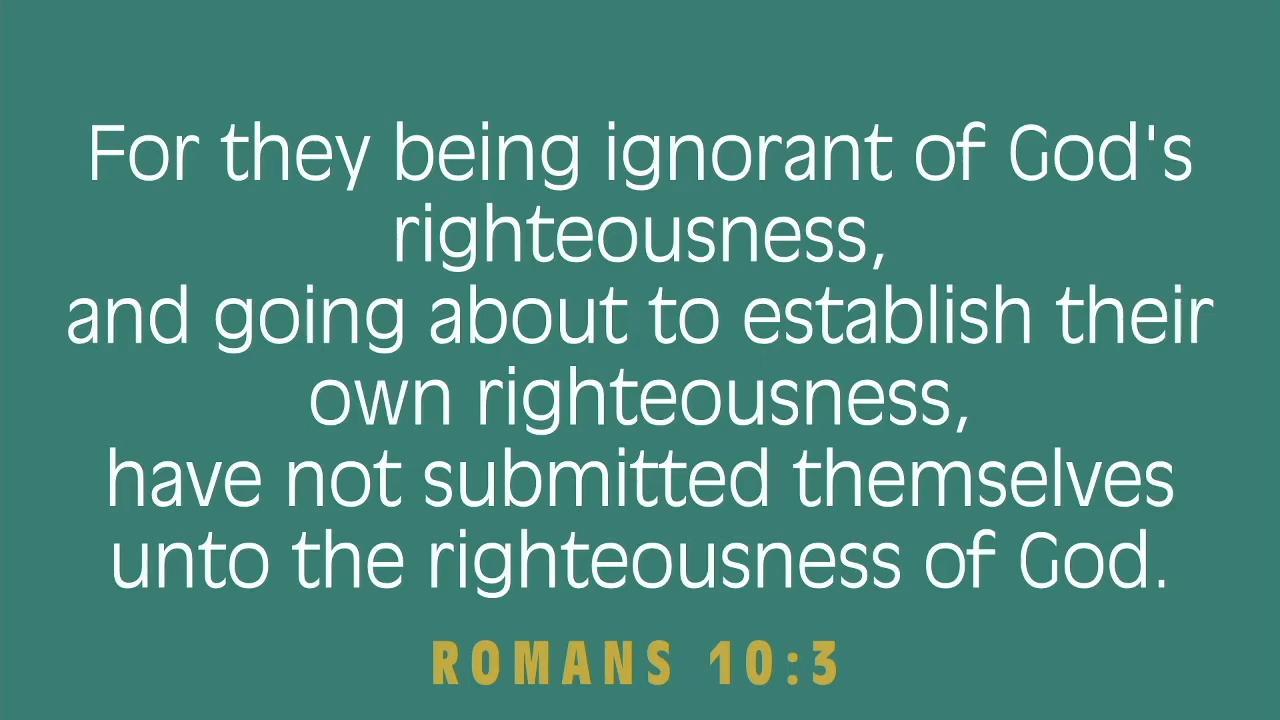 For they being ignorant of God's
righteousness,
and going about to establish their
own righteousness,
have not submitted themselves
unto the righteousness of God.
ROMANS 10:3